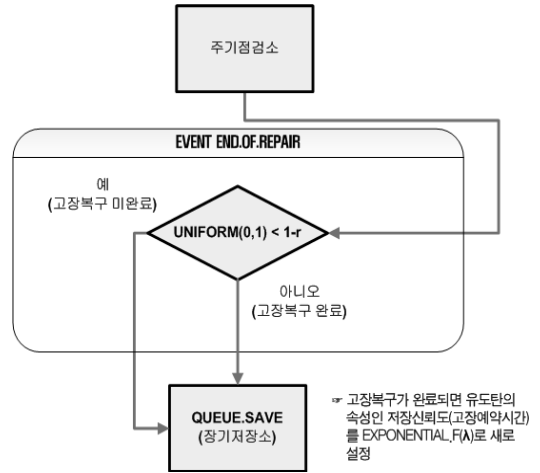 주기점검소
EVENT END.OF.REPAIR
예
(고장복구 미완료)
UNIFORM(0,1) < 1-r
아니오
(고장복구 완료)
QUEUE.SAVE
(장기저장소)
☞ 고장복구가 완료되면 유도탄의
속성인 저장신뢰도(고장예약시간)
를 EXPONENTIAL.F(λ)로 새로
설정